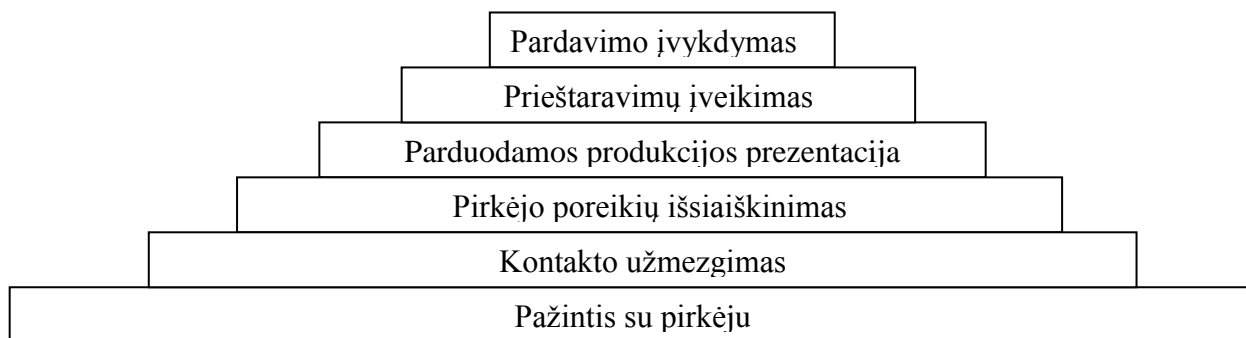 Pardavimo įvykdymas
Prieštaravimų įveikimas
Parduodamos produkcijos prezentacija
Pirkėjo poreikių išsiaiškinimas
Kontakto užmezgimas
Pažintis su pirkėju